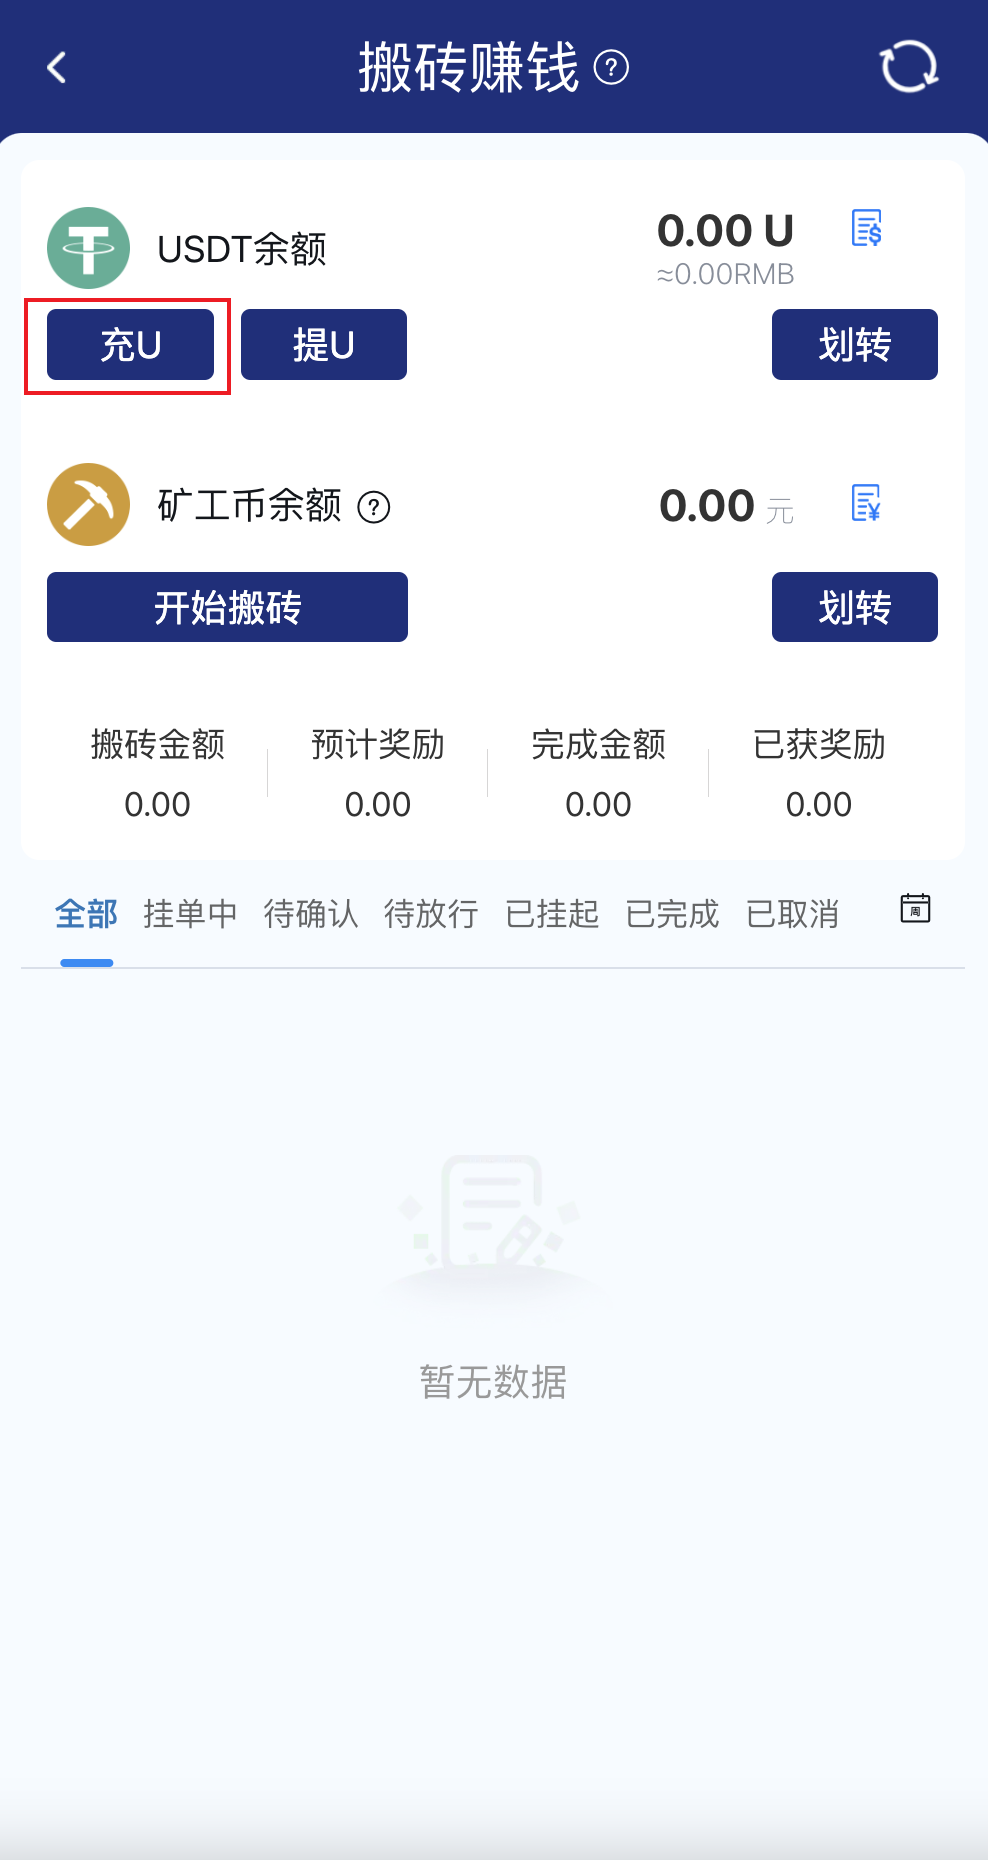 搬砖赚钱 ?
USDT余额
0.00 U
≈0.00RMB
充U 提U 划转
矿工币余额 ? 0.00 元
开始搬砖 划转
搬砖金额 预计奖励 完成金额 已获奖励
0.00 0.00 0.00 0.00
全部 挂单中 待确认 待放行 已挂起 已完成 已取消 周
暂无数据